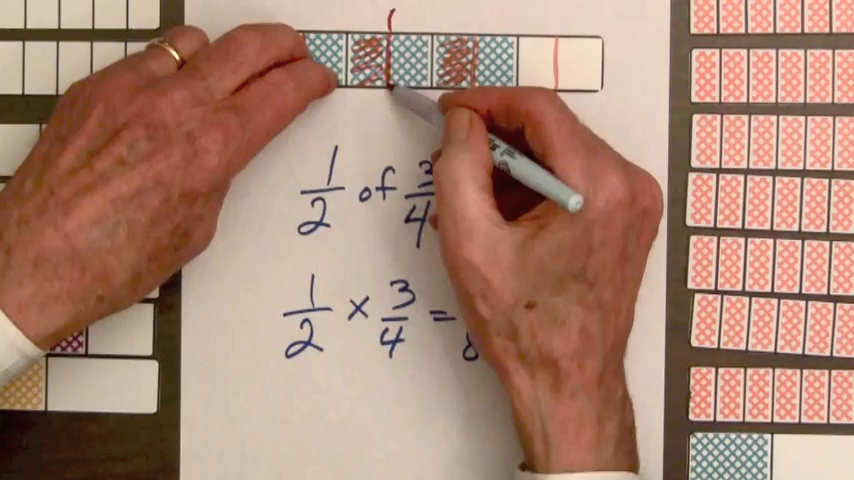 1/2 of 3/4
1/2 × 3/4 =